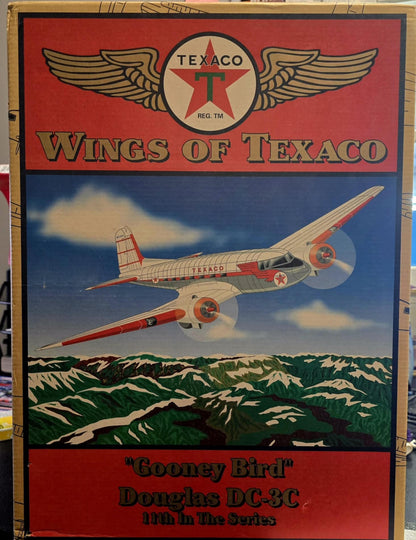 TEXACO
T
REG. TM
WINGS OF TEXACO
TEXACO
"Gooney Bird"
Douglas DC-3C
11th In The Series